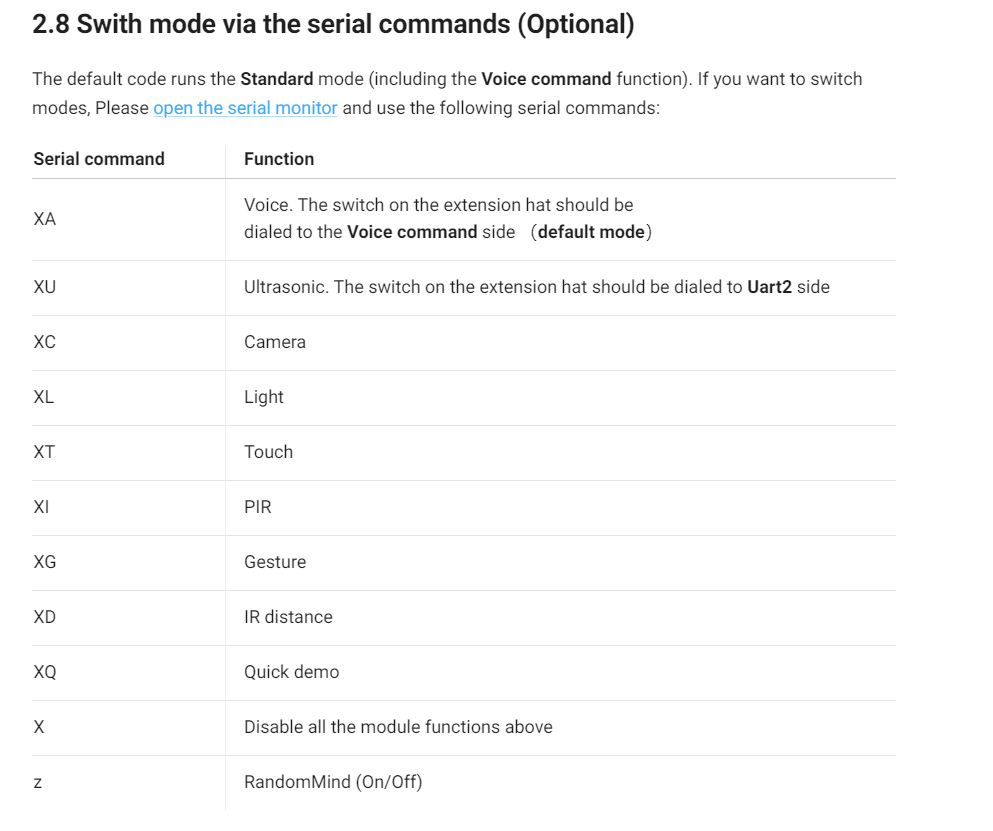 2.8 Swith mode via the serial commands (Optional)
The default code runs the Standard mode (including the Voice command function). If you want to switch
modes, Please open the serial monitor and use the following serial commands:
Serial command Function
XA Voice. The switch on the extension hat should be
dialed to the Voice command side （default mode）
XU Ultrasonic. The switch on the extension hat should be dialed to Uart2 side
XC Camera
XL Light
XT Touch
XI PIR
XG Gesture
XD IR distance
XQ Quick demo
X Disable all the module functions above
z RandomMind (On/Off)